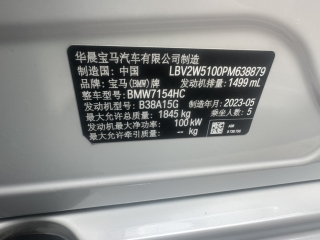 华晨宝马汽车有限公司制造
制造国：中国 LBV2W5100PM638879
品牌：宝马(BMW)牌 发动机排量：1499 mL
整车型号：BMW7154HC
发动机型号：B38A15G 制造年月：2023-05
最大允许总质量：1845 kg 乘坐人数：5
发动机最大净功率：100 kW
最大允许牵引质量：-- kg